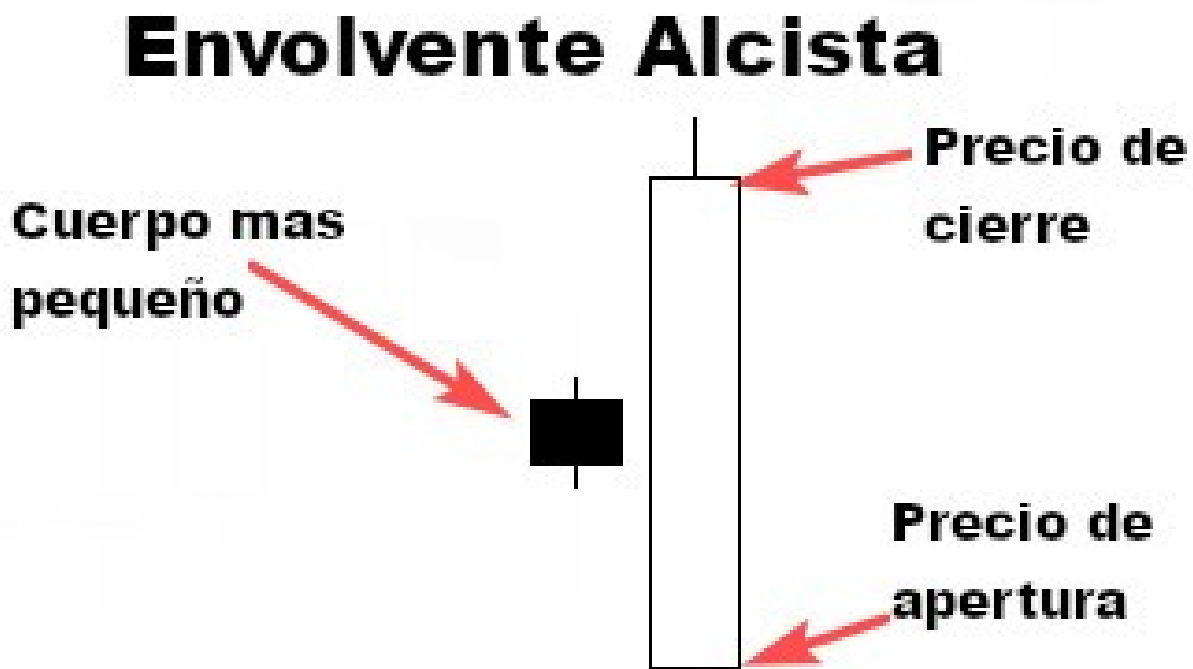 Envolvente Alcista
Precio de
cierre
Cuerpo mas
pequeño
Precio de
apertura